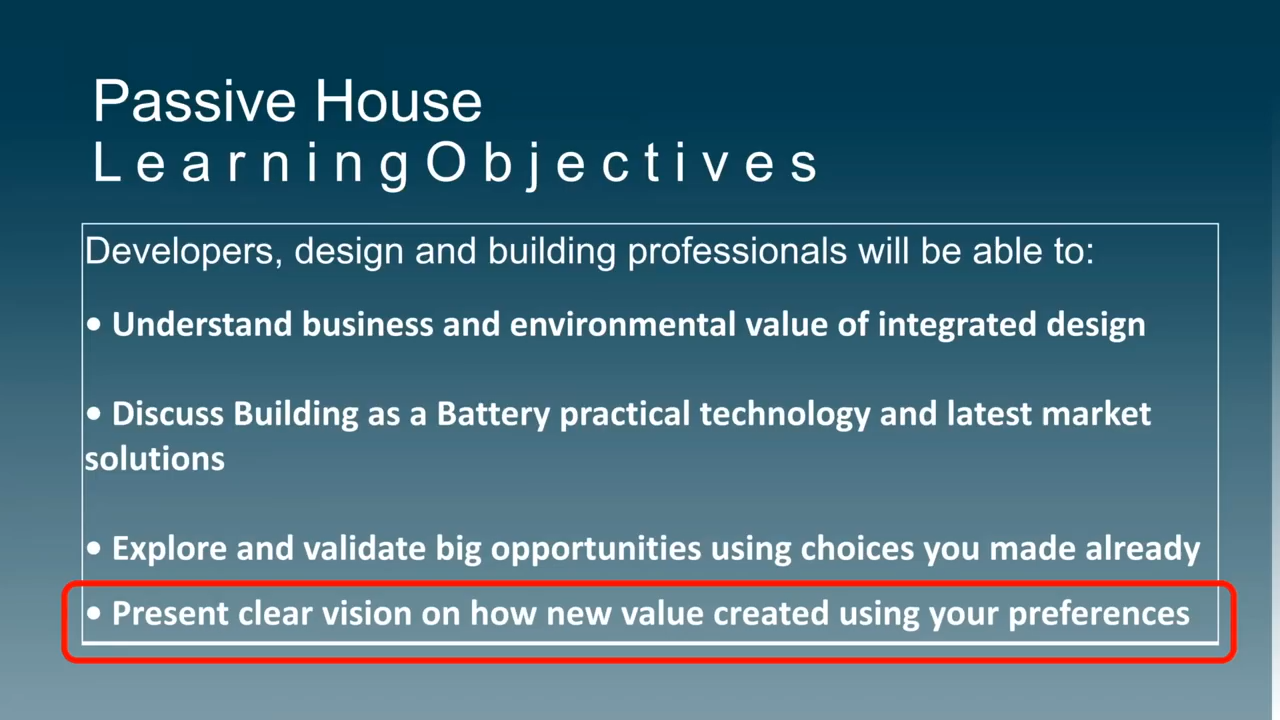 Passive House
Learning Objectives
Developers, design and building professionals will be able to:
• Understand business and environmental value of integrated design
• Discuss Building as a Battery practical technology and latest market
solutions
• Explore and validate big opportunities using choices you made already
• Present clear vision on how new value created using your preferences